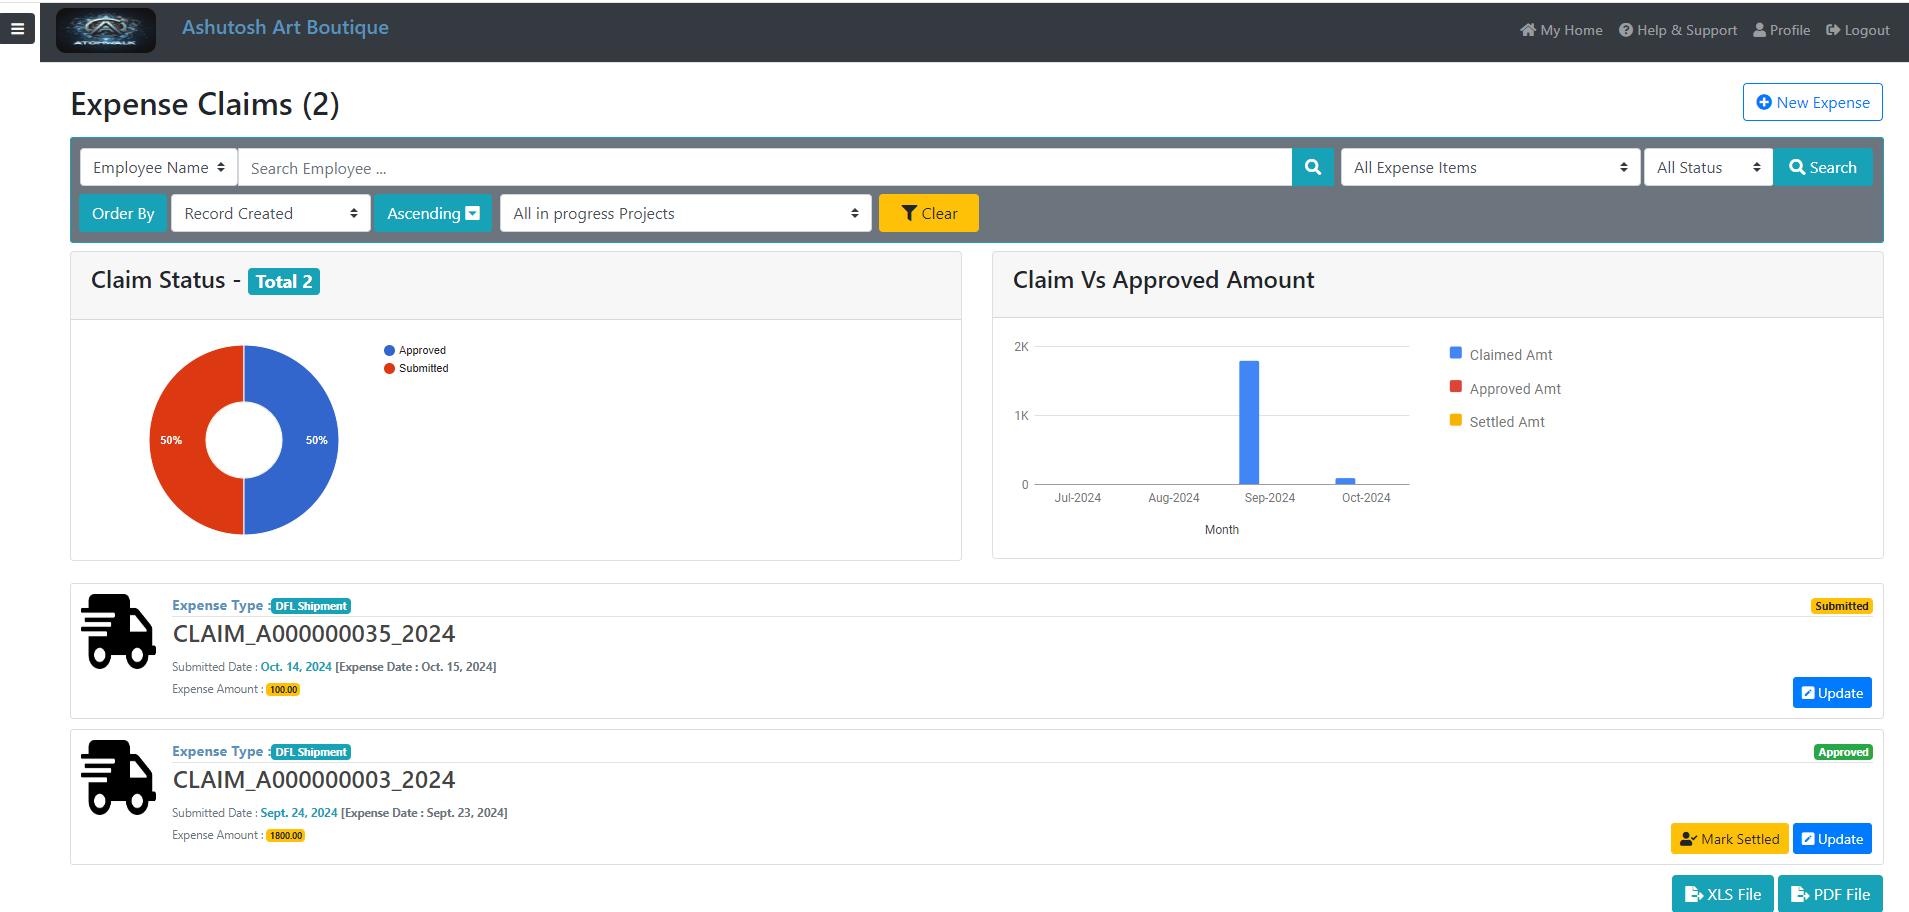 ATOMWALK
Ashutosh Art Boutique
My Home
Help & Support
Profile
Logout
Expense Claims (2)
New Expense
Employee Name
Search Employee ...
All Expense Items
All Status
Search
Order By
Record Created
Ascending
All in progress Projects
Clear
Claim Status - Total 2
Approved
Submitted
50%
50%
Claim Vs Approved Amount
2K
1K
0
Jul-2024
Aug-2024
Sep-2024
Oct-2024
Month
Claimed Amt
Approved Amt
Settled Amt
Expense Type : DFL Shipment
Submitted
CLAIM_A000000035_2024
Submitted Date : Oct. 14, 2024 [Expense Date : Oct. 15, 2024]
Expense Amount : 100.00
Update
Expense Type : DFL Shipment
Approved
CLAIM_A000000003_2024
Submitted Date : Sept. 24, 2024 [Expense Date : Sept. 23, 2024]
Expense Amount : 1800.00
Mark Settled
Update
XLS File
PDF File